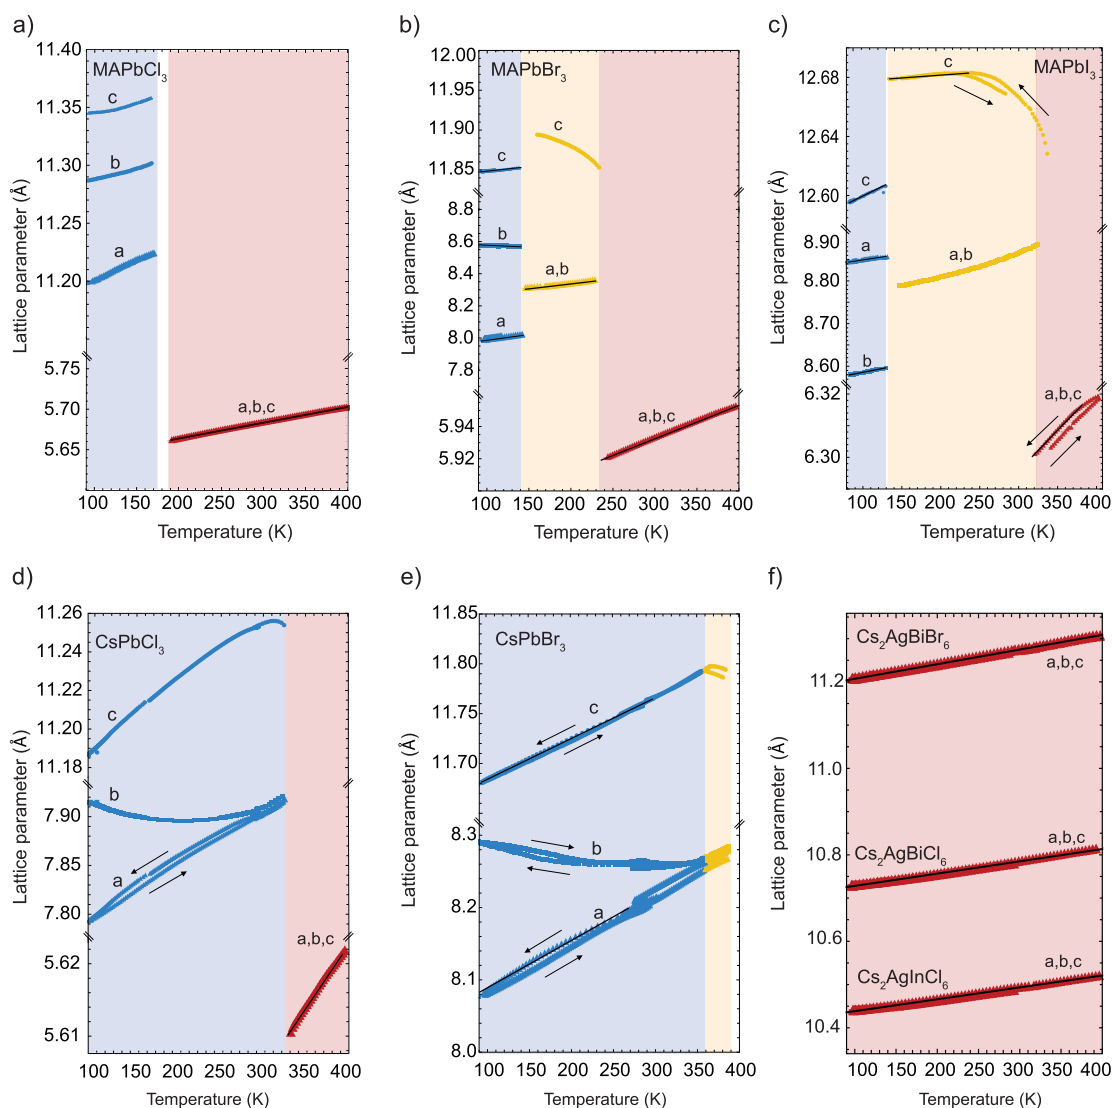 a)
11.40
11.35
11.30
11.25
11.20
5.75
5.70
5.65
Lattice parameter (Å)
MAPbCl₃
c
b
a
a,b,c
100 150 200 250 300 350 400
Temperature (K)
b)
12.00
11.95
11.90
11.85
8.8
8.6
8.4
8.0
7.8
5.94
5.92
Lattice parameter (Å)
MAPbBr₃
c
c
b
a,b
a
a,b,c
100 150 200 250 300 350 400
Temperature (K)
c)
12.68
12.64
12.60
8.90
8.80
8.70
8.60
6.32
6.30
Lattice parameter (Å)
MAPbI₃
c
c
a
a,b
b
a,b,c
100 150 200 250 300 350 400
Temperature (K)
d)
11.26
11.24
11.22
11.20
11.18
7.90
7.85
7.80
5.62
5.61
Lattice parameter (Å)
CsPbCl₃
c
b
a
a,b,c
100 150 200 250 300 350 400
Temperature (K)
e)
11.85
11.80
11.75
11.70
8.3
8.2
8.1
8.0
Lattice parameter (Å)
CsPbBr₃
c
b
a
100 150 200 250 300 350 400
Temperature (K)
f)
11.2
11.0
10.8
10.6
10.4
Lattice parameter (Å)
Cs₂AgBiBr₆
a,b,c
Cs₂AgBiCl₆
a,b,c
Cs₂AgInCl₆
a,b,c
100 150 200 250 300 350 400
Temperature (K)